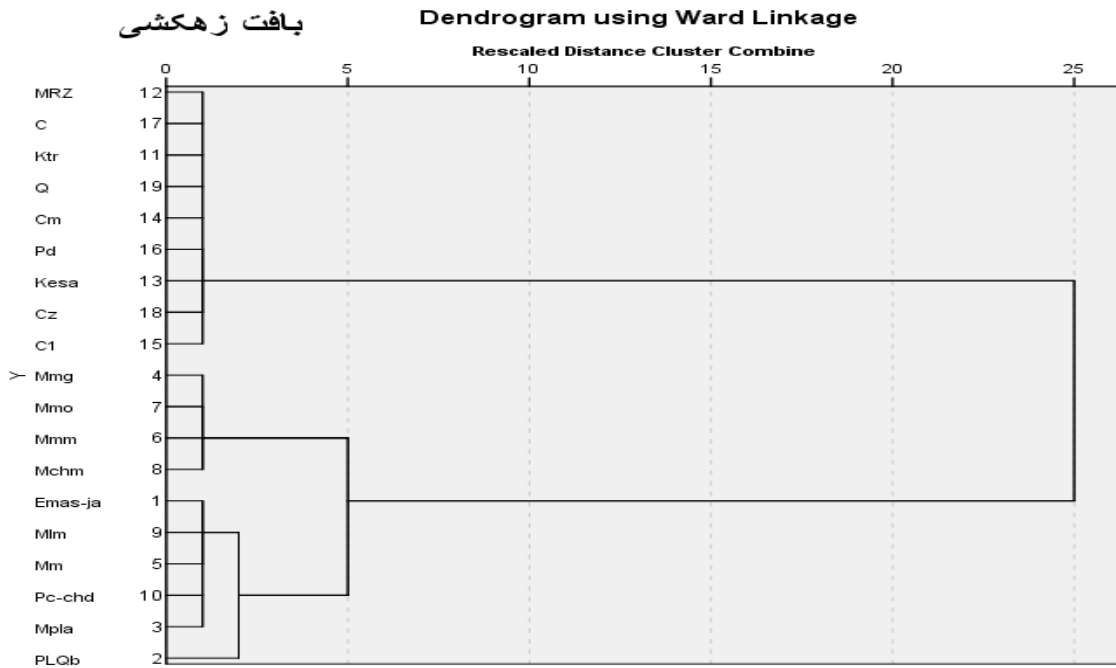 بافت زهکشی
Dendrogram using Ward Linkage
Rescaled Distance Cluster Combine
0 5 10 15 20 25
MRZ 12
C 17
Ktr 11
Q 19
Cm 14
Pd 16
Kesa 13
Cz 18
C1 15
Y
Mmg 4
Mmo 7
Mmm 6
Mchm 8
Emas-ja 1
Mlm 9
Mm 5
Pc-chd 10
Mpla 3
PLQb 2